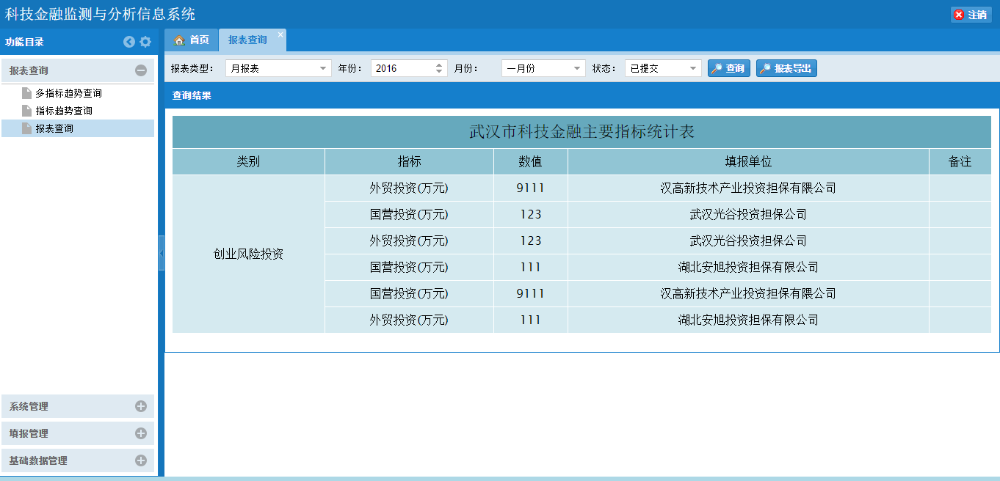 科技金融监测与分析信息系统
注销
功能目录
首页
报表查询
报表查询
多指标趋势查询
指标趋势查询
报表查询
系统管理
填报管理
基础数据管理
报表类型： 月报表 年份： 2016 月份： 一月份 状态： 已提交 查询 报表导出
查询结果
武汉市科技金融主要指标统计表
类别 指标 数值 填报单位 备注
创业风险投资
外贸投资(万元) 9111 汉高新技术产业投资担保有限公司
国营投资(万元) 123 武汉光谷投资担保公司
外贸投资(万元) 123 武汉光谷投资担保公司
国营投资(万元) 111 湖北安旭投资担保有限公司
国营投资(万元) 9111 汉高新技术产业投资担保有限公司
外贸投资(万元) 111 湖北安旭投资担保有限公司